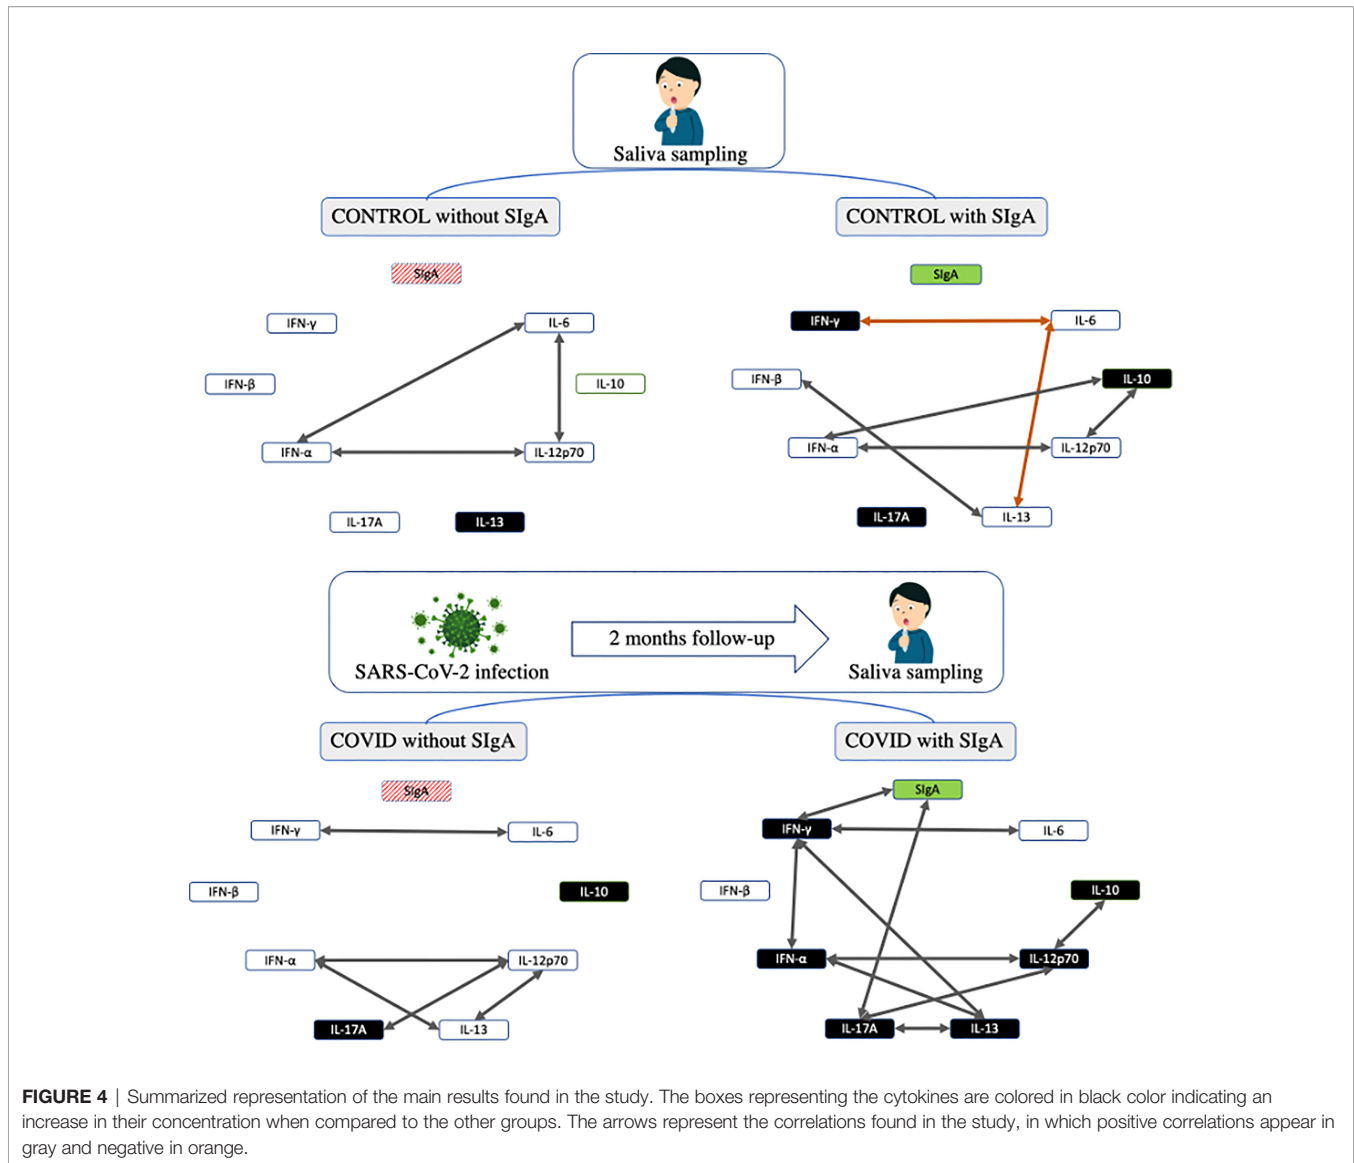 Saliva sampling
CONTROL without SIgA
CONTROL with SIgA
SIgA
SIgA
IFN-γ
IL-6
IFN-γ
IL-6
IFN-β
IL-10
IFN-β
IL-10
IFN-α
IL-12p70
IFN-α
IL-12p70
IL-17A
IL-13
IL-17A
IL-13
SARS-CoV-2 infection
2 months follow-up
Saliva sampling
COVID without SIgA
COVID with SIgA
SIgA
SIgA
IFN-γ
IL-6
IFN-γ
IL-6
IFN-β
IL-10
IFN-β
IL-10
IFN-α
IL-12p70
IFN-α
IL-12p70
IL-17A
IL-13
IL-17A
IL-13
FIGURE 4 | Summarized representation of the main results found in the study. The boxes representing the cytokines are colored in black color indicating an
increase in their concentration when compared to the other groups. The arrows represent the correlations found in the study, in which positive correlations appear in
gray and negative in orange.